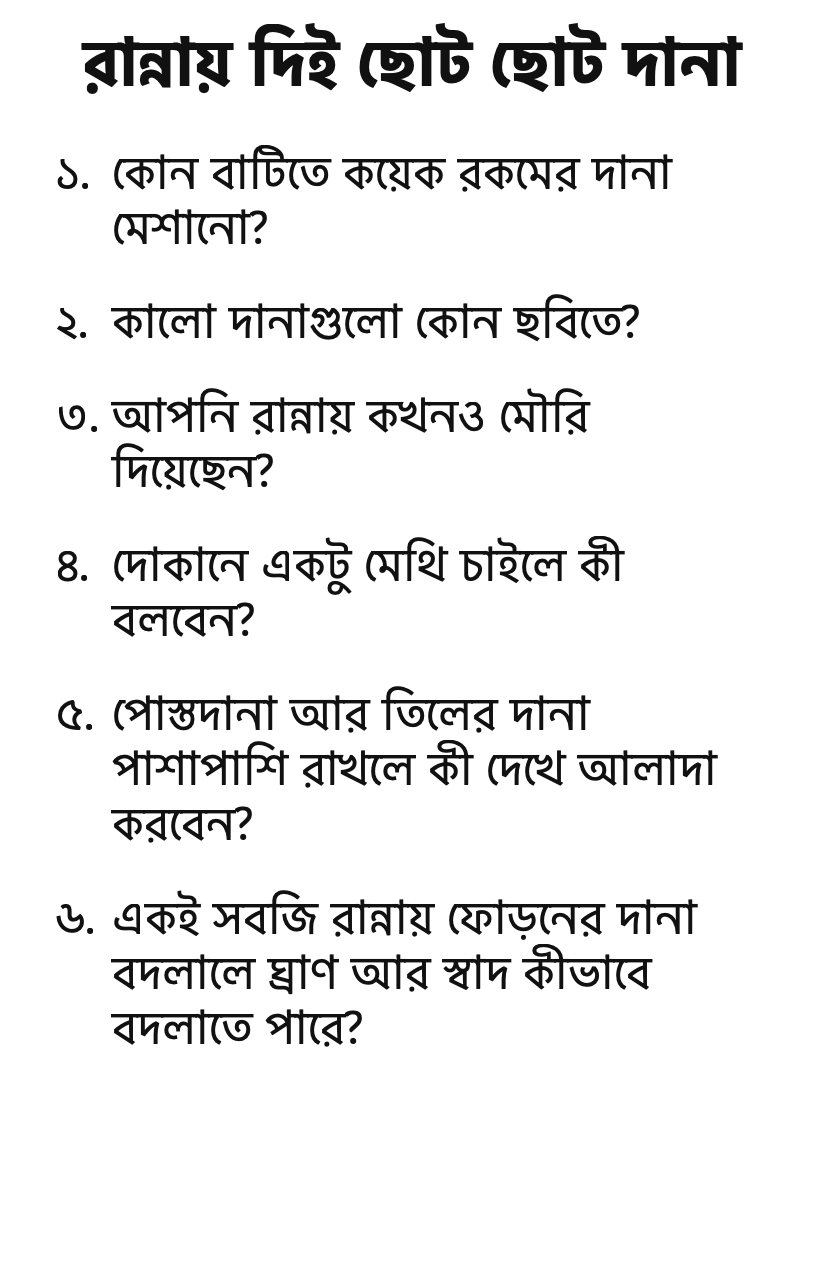 রান্নায় দিই ছোট ছোট দানা
১. কোন বাটিতে কয়েক রকমের দানা
মেশানো?
২. কালো দানাগুলো কোন ছবিতে?
৩. আপনি রান্নায় কখনও মৌরি
দিয়েছেন?
৪. দোকানে একটু মেথি চাইলে কী
বলবেন?
৫. পোস্তদানা আর তিলের দানা
পাশাপাশি রাখলে কী দেখে আলাদা
করবেন?
৬. একই সবজি রান্নায় ফোড়নের দানা
বদলালে ঘ্রাণ আর স্বাদ কীভাবে
বদলাতে পারে?